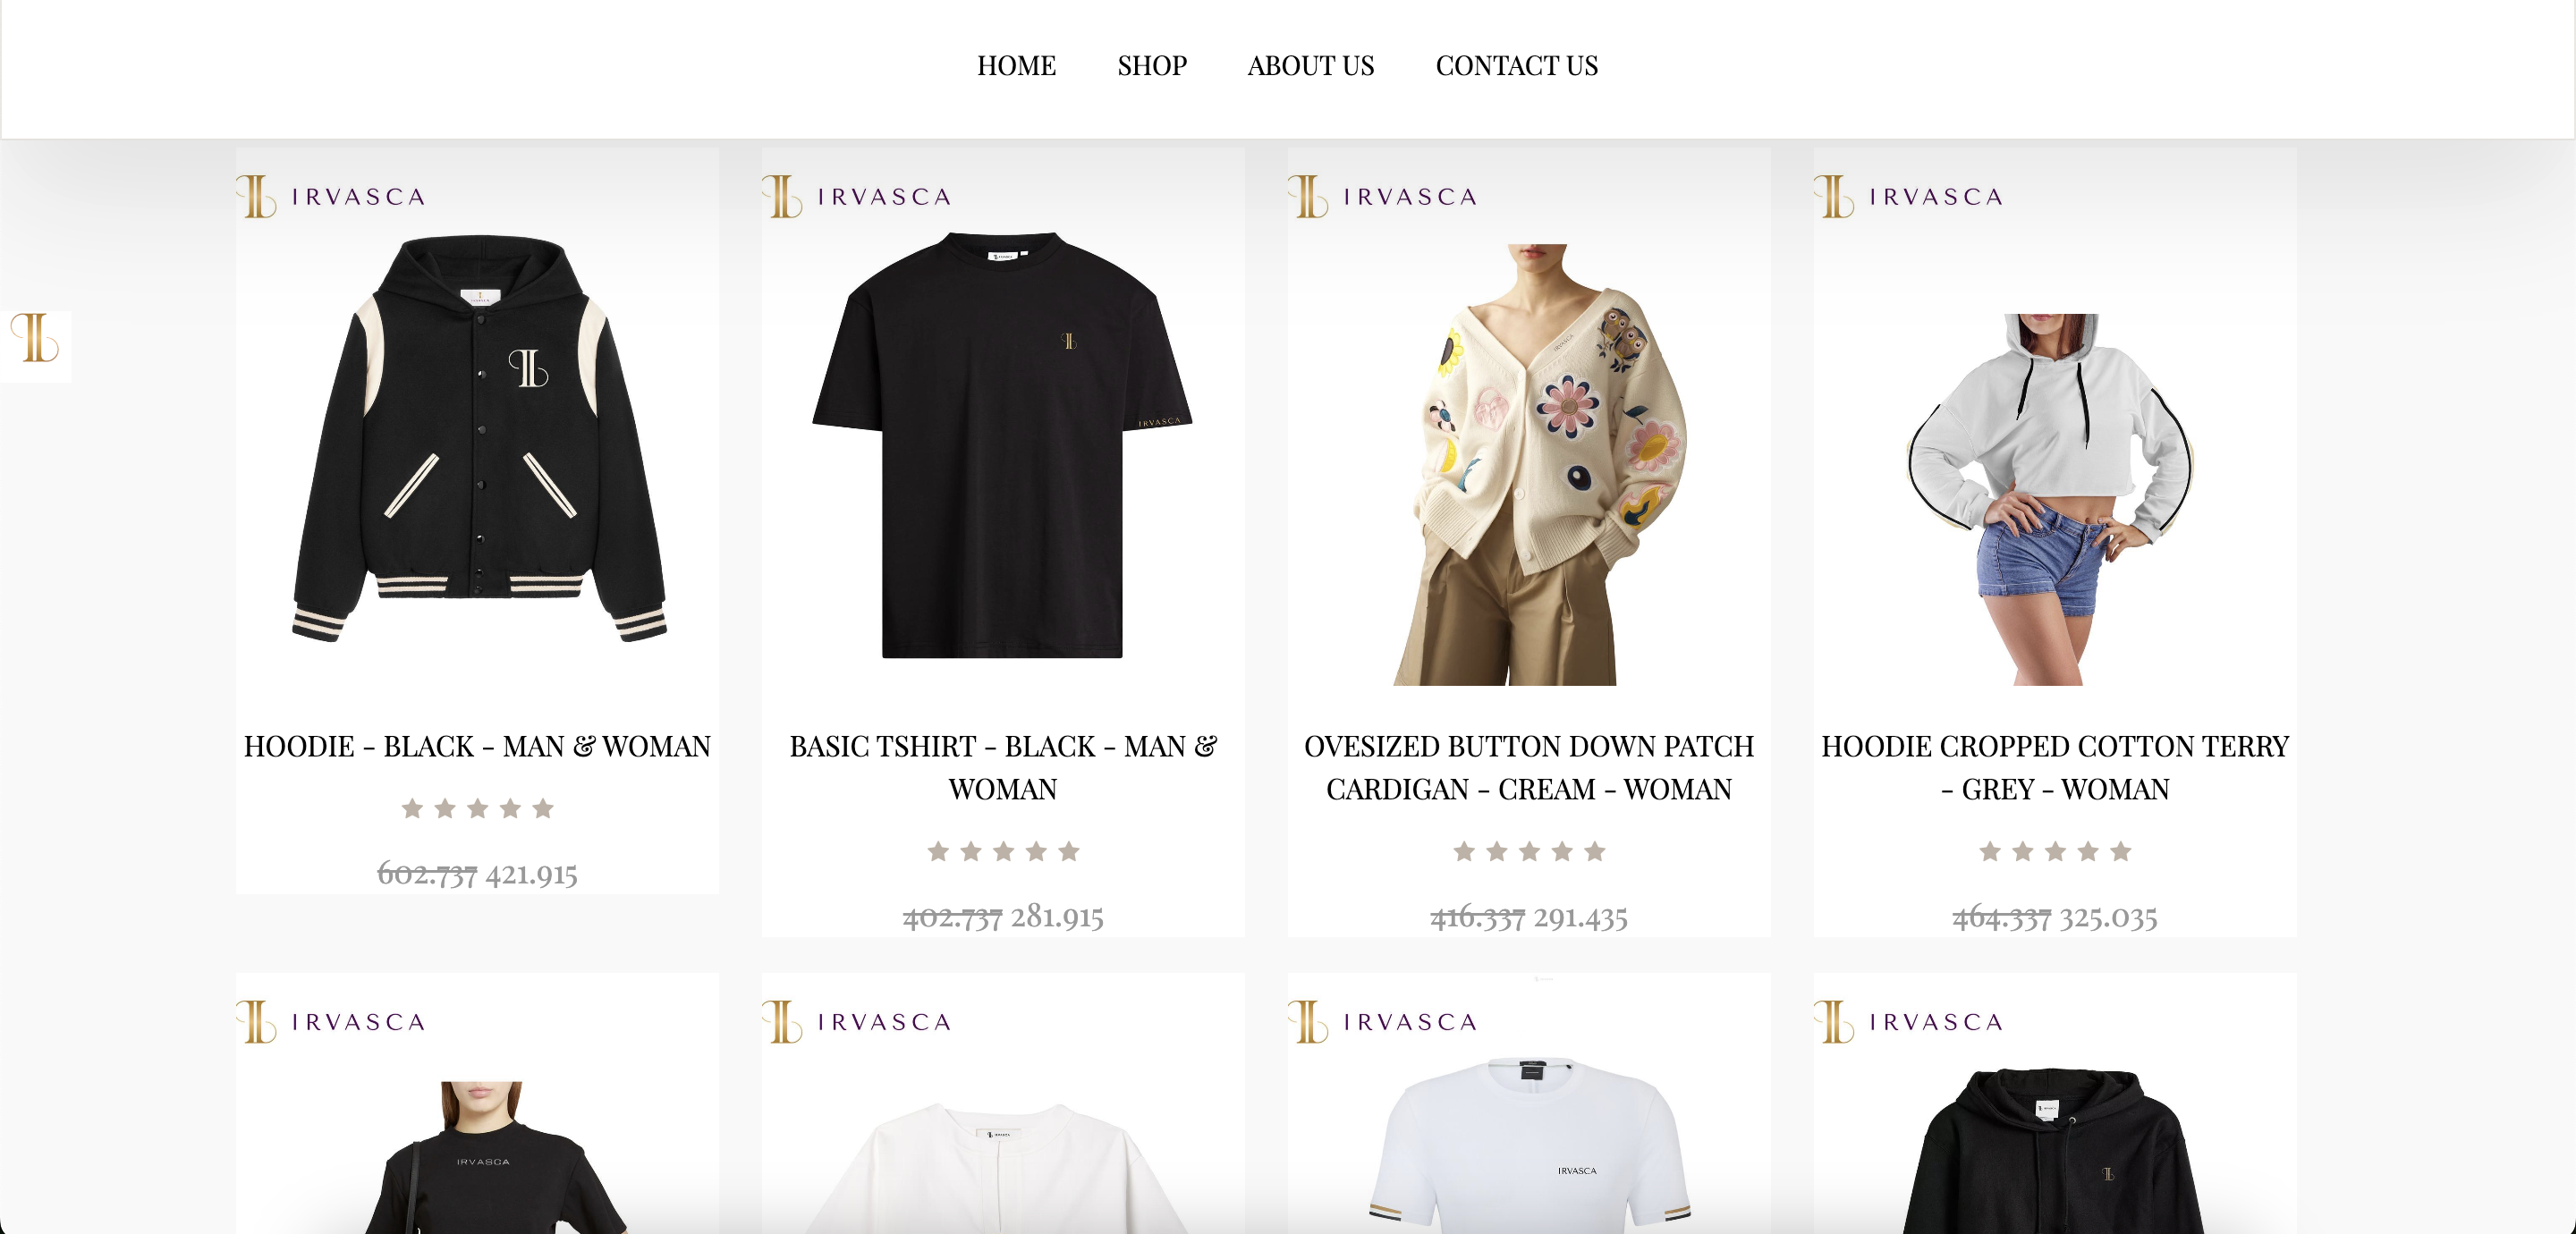 HOME SHOP ABOUT US CONTACT US
IRVASCA IRVASCA IRVASCA IRVASCA
IRVASCA
IRVASCA
HOODIE - BLACK - MAN & WOMAN
BASIC TSHIRT - BLACK - MAN &
WOMAN
OVESIZED BUTTON DOWN PATCH
CARDIGAN - CREAM - WOMAN
HOODIE CROPPED COTTON TERRY
- GREY - WOMAN
602.737 421.915
402.737 281.915
416.337 291.435
464.337 325.035
IRVASCA IRVASCA IRVASCA IRVASCA
IRVASCA
IRVASCA